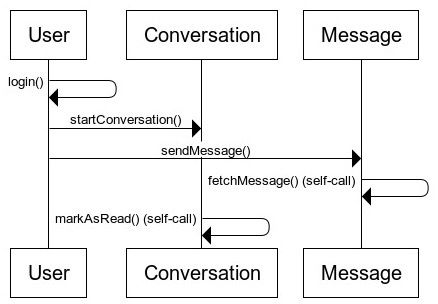 User Conversation Message
login()
startConversation()
sendMessage()
fetchMessage() (self-call)
markAsRead() (self-call)
User Conversation Message